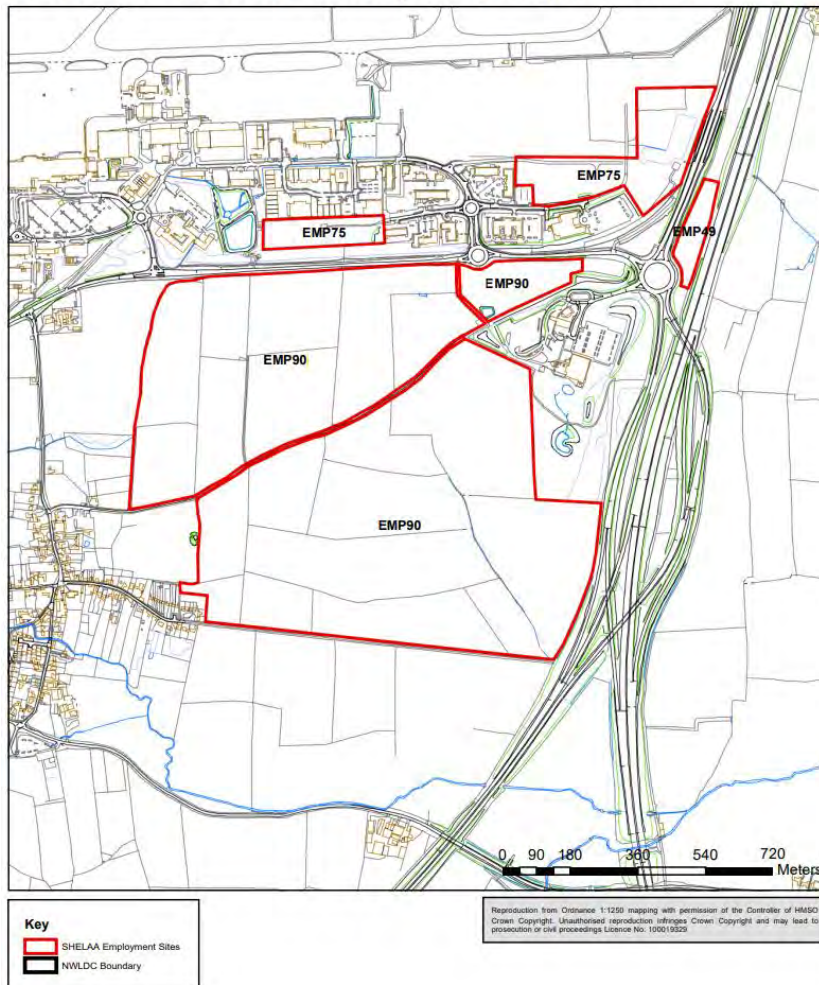 EMP75
EMP49
EMP75
EMP90
EMP90
EMP90
0 90 180 360 540 720
Meters
Key
SHELAA Employment Sites
NWLDC Boundary
Reproduction from Ordnance 1:1250 mapping with permission of the Controller of HMSO
Crown Copyright. Unauthorised reproduction infringes Crown Copyright and may lead to
prosecution or civil proceedings Licence No: 100019329